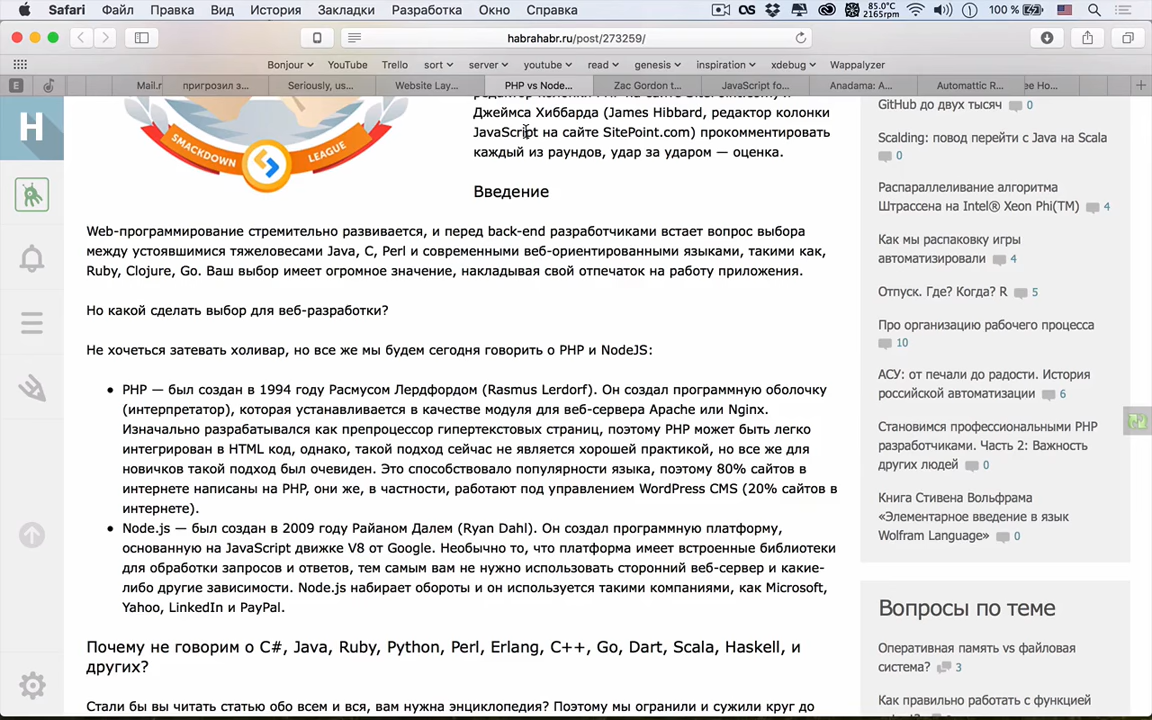 Safari Файл Правка Вид История Закладки Разработка Окно Справка
85.0°C
2165rpm
100 %
habrahabr.ru/post/273259/
Bonjour YouTube Trello sort server youtube read genesis inspiration xdebug Wappalyzer
E Mail.r пригрозил з... Seriously, us... Website Lay... PHP vs Node... Zac Gordon t... JavaScript fo... Anadama: A... Automatic R... ee Ho...
H
SMACKDOWN LEAGUE
Джеймса Хиббарда (James Hibbard, редактор колонки
JavaScript на сайте SitePoint.com) прокомментировать
каждый из раундов, удар за ударом — оценка.
Введение
Web-программирование стремительно развивается, и перед back-end разработчиками встает вопрос выбора
между устоявшимися тяжеловесами Java, C, Perl и современными веб-ориентированными языками, такими как,
Ruby, Clojure, Go. Ваш выбор имеет огромное значение, накладывая свой отпечаток на работу приложения.
Но какой сделать выбор для веб-разработки?
Не хочеться затевать холивар, но все же мы будем сегодня говорить о PHP и NodeJS:
• PHP — был создан в 1994 году Расмусом Лердфордом (Rasmus Lerdorf). Он создал программную оболочку
(интерпретатор), которая устанавливается в качестве модуля для веб-сервера Apache или Nginx.
Изначально разрабатывался как препроцессор гипертекстовых страниц, поэтому PHP может быть легко
интегрирован в HTML код, однако, такой подход сейчас не является хорошей практикой, но все же для
новичков такой подход был очевиден. Это способствовало популярности языка, поэтому 80% сайтов в
интернете написаны на PHP, они же, в частности, работают под управлением WordPress CMS (20% сайтов в
интернете).
• Node.js — был создан в 2009 году Райаном Далем (Ryan Dahl). Он создал программную платформу,
основанную на JavaScript движке V8 от Google. Необычно то, что платформа имеет встроенные библиотеки
для обработки запросов и ответов, тем самым вам не нужно использовать сторонний веб-сервер и какие-
либо другие зависимости. Node.js набирает обороты и он используется такими компаниями, как Microsoft,
Yahoo, LinkedIn и PayPal.
Почему не говорим о C#, Java, Ruby, Python, Perl, Erlang, C++, Go, Dart, Scala, Haskell, и
других?
Стали бы вы читать статью обо всем и вся, вам нужна энциклопедия? Поэтому мы огранили и сужили круг до
GitHub до двух тысяч 0
Scalding: повод перейти с Java на Scala
0
Распараллеливание алгоритма
Штрассена на Intel® Xeon Phi(TM) 4
Как мы распаковку игры
автоматизировали 4
Отпуск. Где? Когда? R 5
Про организацию рабочего процесса
10
АСУ: от печали до радости. История
российской автоматизации 6
Становимся профессиональными PHP
разработчиками. Часть 2: Важность
других людей 0
Книга Стивена Вольфрама
«Элементарное введение в язык
Wolfram Language» 0
Вопросы по теме
Оперативная память vs файловая
система? 3
Как правильно работать с функцией